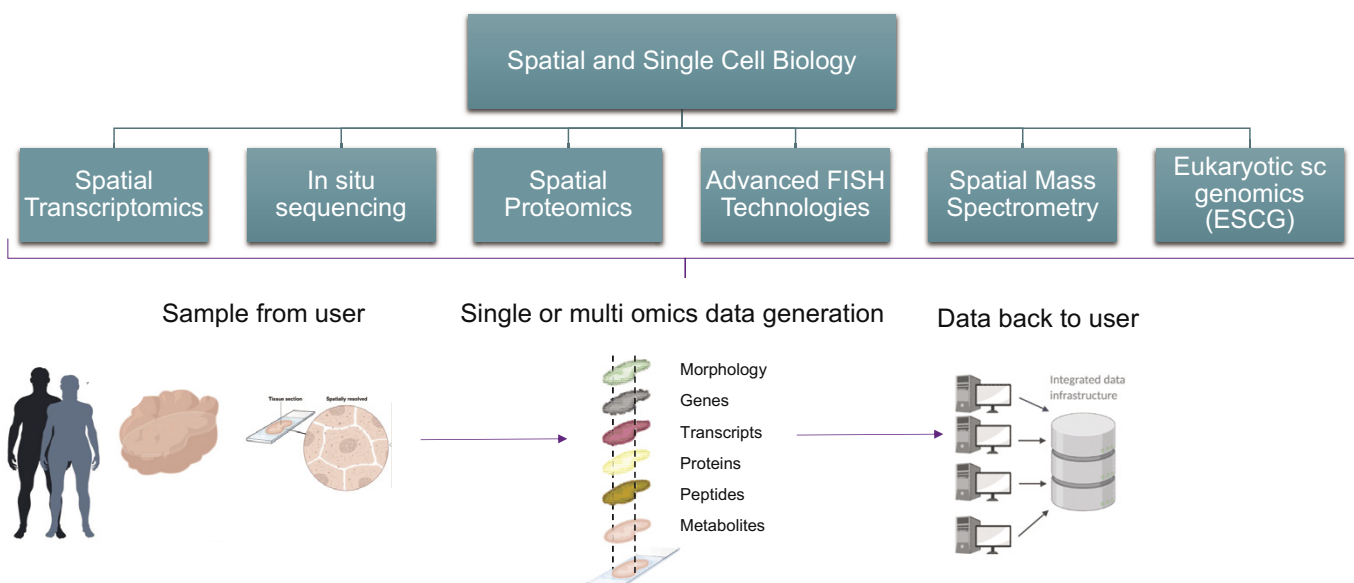 Spatial and Single Cell Biology
Spatial
Transcriptomics
In situ
sequencing
Spatial
Proteomics
Advanced FISH
Technologies
Spatial Mass
Spectrometry
Eukaryotic sc
genomics
(ESCG)
Sample from user
Single or multi omics data generation
Data back to user
Tissue section
Spatially resolved
Morphology
Genes
Transcripts
Proteins
Peptides
Metabolites
Integrated data
infrastructure